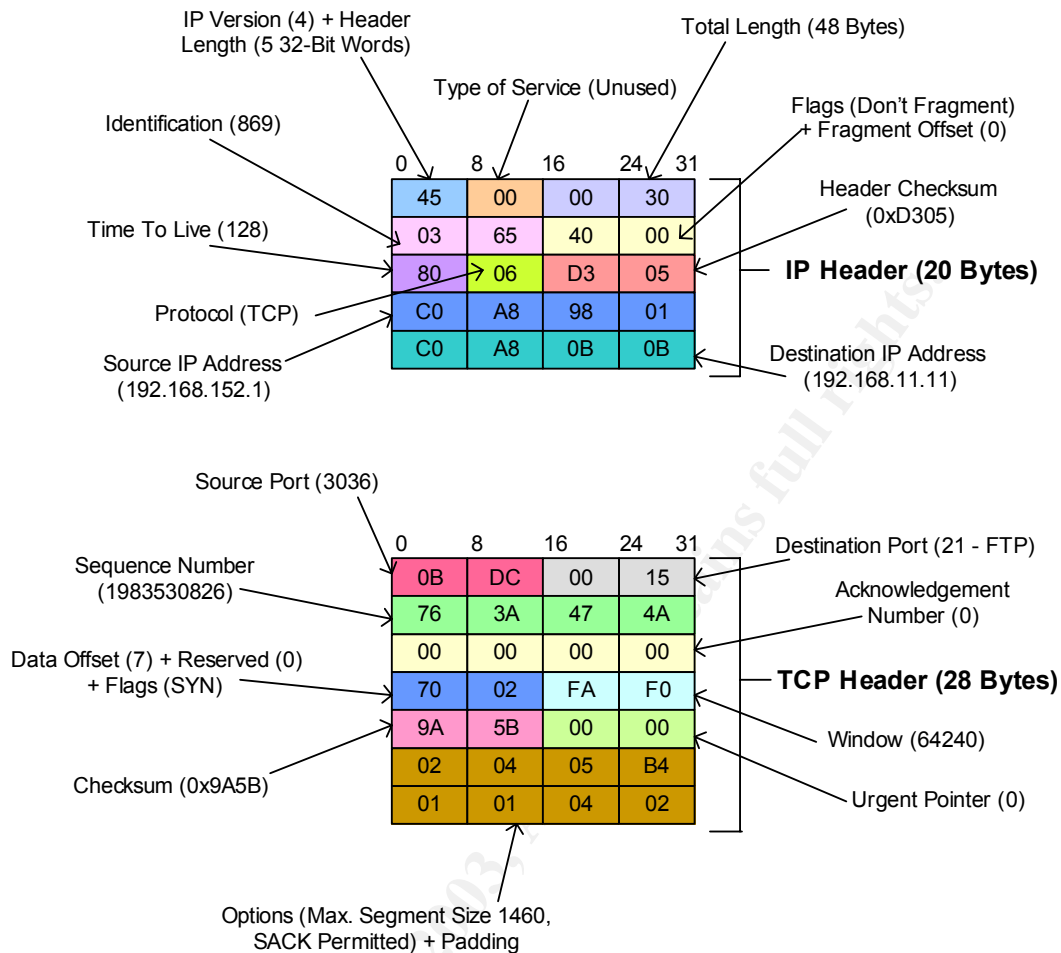 IP Version (4) + Header
Length (5 32-Bit Words)
Total Length (48 Bytes)
Type of Service (Unused)
Flags (Don't Fragment)
+ Fragment Offset (0)
Identification (869)
0 8 16 24 31
45 00 00 30
Header Checksum
(0xD305)
Time To Live (128)
03 65 40 00
80 06 D3 05
IP Header (20 Bytes)
Protocol (TCP)
C0 A8 98 01
Source IP Address
(192.168.152.1)
C0 A8 0B 0B
Destination IP Address
(192.168.11.11)
Source Port (3036)
0 8 16 24 31
Destination Port (21 - FTP)
Sequence Number
(1983530826)
0B DC 00 15
Acknowledgement
Number (0)
76 3A 47 4A
00 00 00 00
Data Offset (7) + Reserved (0)
+ Flags (SYN)
70 02 FA F0
TCP Header (28 Bytes)
9A 5B 00 00
Window (64240)
Checksum (0x9A5B)
02 04 05 B4
01 01 04 02
Urgent Pointer (0)
Options (Max. Segment Size 1460,
SACK Permitted) + Padding
2003,
ains full rights.